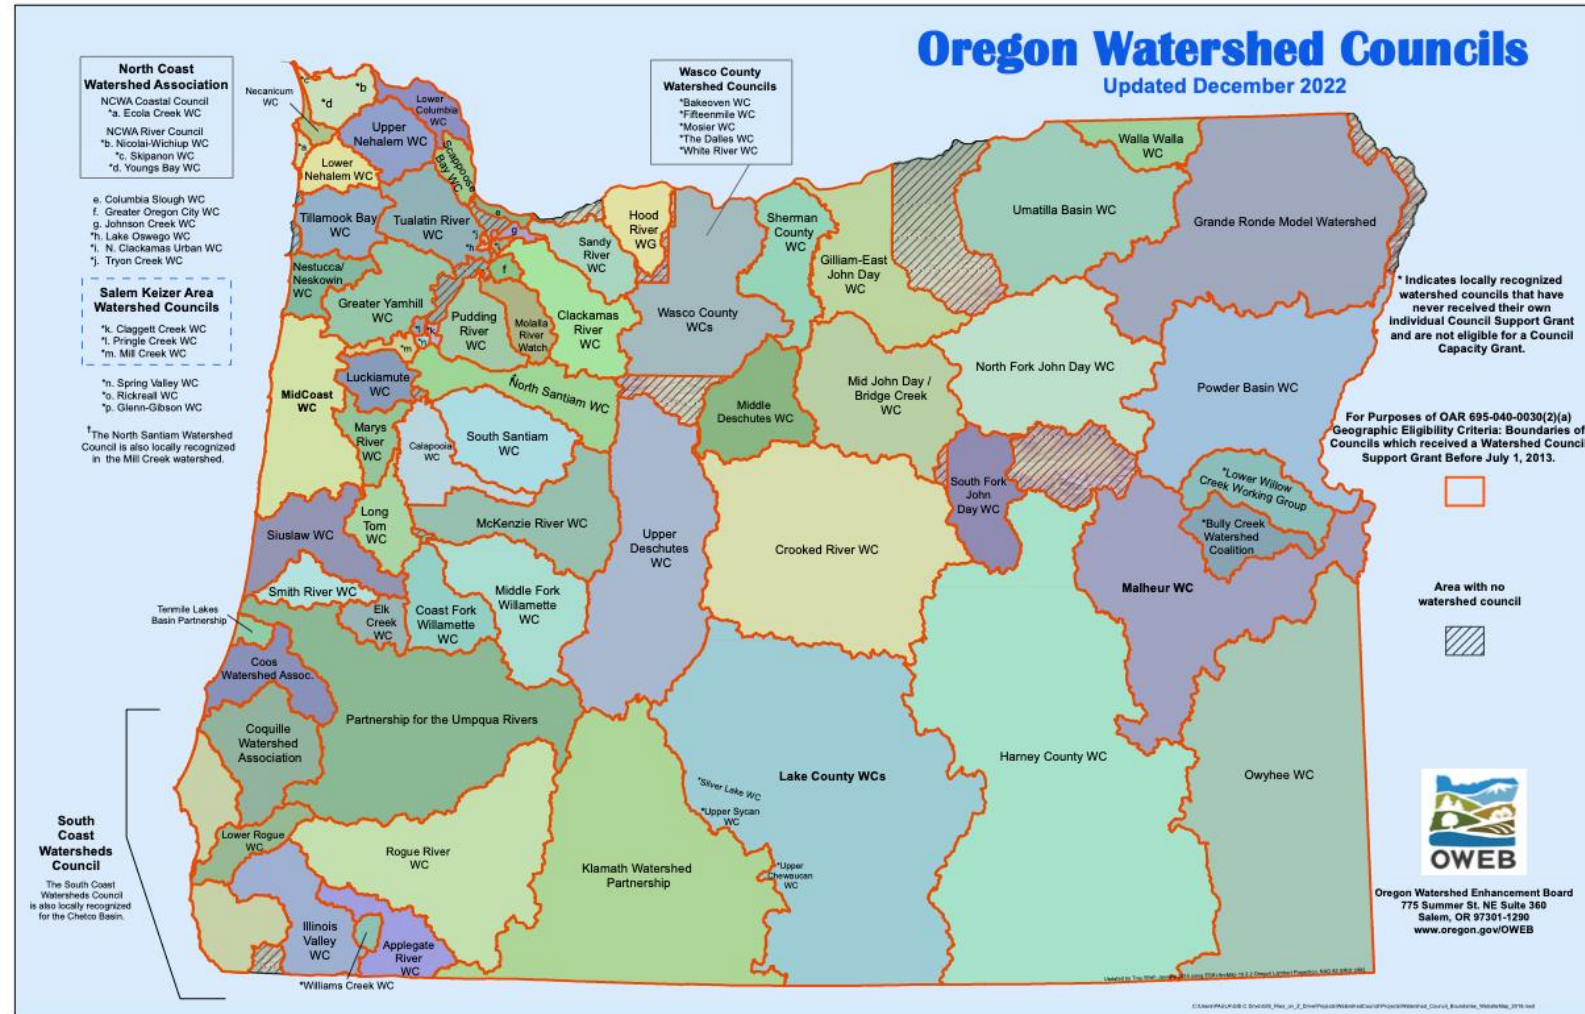 Oregon Watershed Councils
Updated December 2022
North Coast
Watershed Association
NCWA Coastal Council
*a. Ecola Creek WC
NCWA River Council
*b. Nicolai-Wichiup WC
*c. Skipanon WC
*d. Youngs Bay WC
e. Columbia Slough WC
f. Greater Oregon City WC
g. Johnson Creek WC
*h. Lake Oswego WC
*i. N. Clackamas Urban WC
*j. Tryon Creek WC
Salem Keizer Area
Watershed Councils
*k. Claggett Creek WC
*l. Pringle Creek WC
*m. Mill Creek WC
*n. Spring Valley WC
*o. Rickreall WC
*p. Glenn-Gibson WC
†The North Santiam Watershed
Council is also locally recognized
in the Mill Creek watershed.
Wasco County
Watershed Councils
*Bakeoven WC
*Fifteenmile WC
*Mosier WC
*The Dalles WC
*White River WC
Necanicum
WC
*c
*b
*d
*a
Lower
Columbia
WC
Upper
Nehalem WC
Scappoose
Bay WC
Lower
Nehalem WC
Tillamook Bay
WC
Tualatin River
WC
e
*j
g
*h
*i
f
Hood
River
WG
Sandy
River
WC
Sherman
County
WC
Gilliam-East
John Day
WC
Umatilla Basin WC
Walla Walla
WC
Grande Ronde Model Watershed
Nestucca/
Neskowin
WC
Greater Yamhill
WC
Pudding
River
WC
Molalla
River
Watch
Clackamas
River
WC
Wasco County
WCs
*k
*n
*m
Luckiamute
WC
†North Santiam WC
MidCoast
WC
Marys
River
WC
Calapooia
WC
South Santiam
WC
Middle
Deschutes WC
Mid John Day /
Bridge Creek
WC
North Fork John Day WC
Powder Basin WC
South Fork
John
Day WC
*Lower Willow
Creek Working Group
*Bully Creek
Watershed
Coalition
Siuslaw WC
Long
Tom
WC
McKenzie River WC
Upper
Deschutes
WC
Crooked River WC
Malheur WC
Smith River WC
Tenmile Lakes
Basin Partnership
Elk
Creek
WC
Coast Fork
Willamette
WC
Middle Fork
Willamette
WC
Coos
Watershed Assoc.
Partnership for the Umpqua Rivers
Coquille
Watershed
Association
Lake County WCs
*Silver Lake WC
*Upper Sycan
WC
*Upper
Chewaucan
WC
Harney County WC
Owyhee WC
South
Coast
Watersheds
Council
The South Coast
Watersheds Council
is also locally recognized
for the Chetco Basin.
Lower Rogue
WC
Rogue River
WC
Klamath Watershed
Partnership
Illinois
Valley
WC
Applegate
River
WC
*Williams Creek WC
* Indicates locally recognized
watershed councils that have
never received their own
individual Council Support Grant
and are not eligible for a Council
Capacity Grant.
For Purposes of OAR 695-040-0030(2)(a)
Geographic Eligibility Criteria: Boundaries of
Councils which received a Watershed Council
Support Grant Before July 1, 2013.
Area with no
watershed council
OWEB
Oregon Watershed Enhancement Board
775 Summer St. NE Suite 360
Salem, OR 97301-1290
www.oregon.gov/OWEB